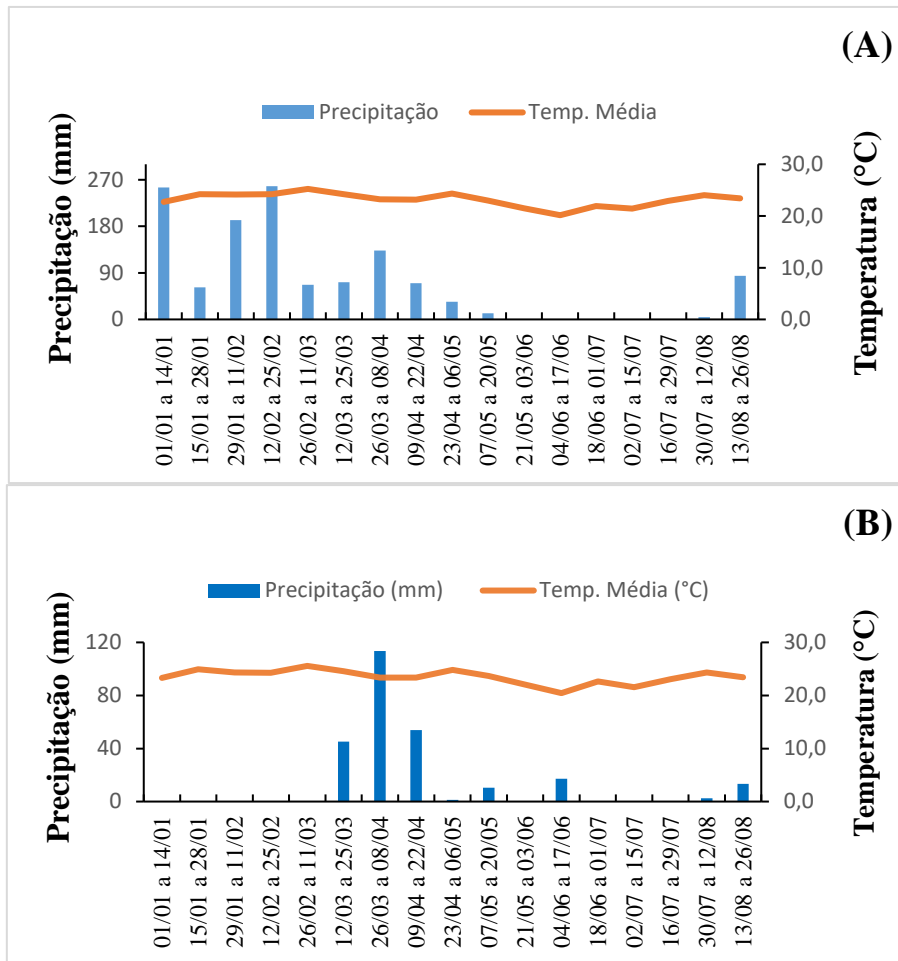 (A)
Precipitação Temp. Média
Precipitação (mm)
270
180
90
0
30,0
20,0
10,0
0,0
Temperatura (°C)
01/01 a 14/01
15/01 a 28/01
29/01 a 11/02
12/02 a 25/02
26/02 a 11/03
12/03 a 25/03
26/03 a 08/04
09/04 a 22/04
23/04 a 06/05
07/05 a 20/05
21/05 a 03/06
04/06 a 17/06
18/06 a 01/07
02/07 a 15/07
16/07 a 29/07
30/07 a 12/08
13/08 a 26/08
(B)
Precipitação (mm) Temp. Média (°C)
Precipitação (mm)
120
80
40
0
30,0
20,0
10,0
0,0
Temperatura (°C)
01/01 a 14/01
15/01 a 28/01
29/01 a 11/02
12/02 a 25/02
26/02 a 11/03
12/03 a 25/03
26/03 a 08/04
09/04 a 22/04
23/04 a 06/05
07/05 a 20/05
21/05 a 03/06
04/06 a 17/06
18/06 a 01/07
02/07 a 15/07
16/07 a 29/07
30/07 a 12/08
13/08 a 26/08